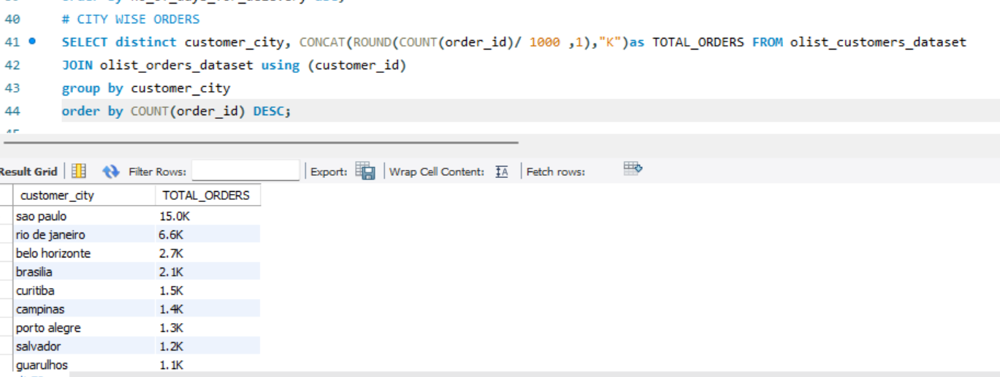 40 # CITY WISE ORDERS
41 SELECT distinct customer_city, CONCAT(ROUND(COUNT(order_id)/ 1000 ,1),"K")as TOTAL_ORDERS FROM olist_customers_dataset
42 JOIN olist_orders_dataset using (customer_id)
43 group by customer_city
44 order by COUNT(order_id) DESC;
Result Grid Filter Rows: Export: Wrap Cell Content: Fetch rows:
customer_city TOTAL_ORDERS
sao paulo 15.0K
rio de janeiro 6.6K
belo horizonte 2.7K
brasilia 2.1K
curitiba 1.5K
campinas 1.4K
porto alegre 1.3K
salvador 1.2K
guarulhos 1.1K